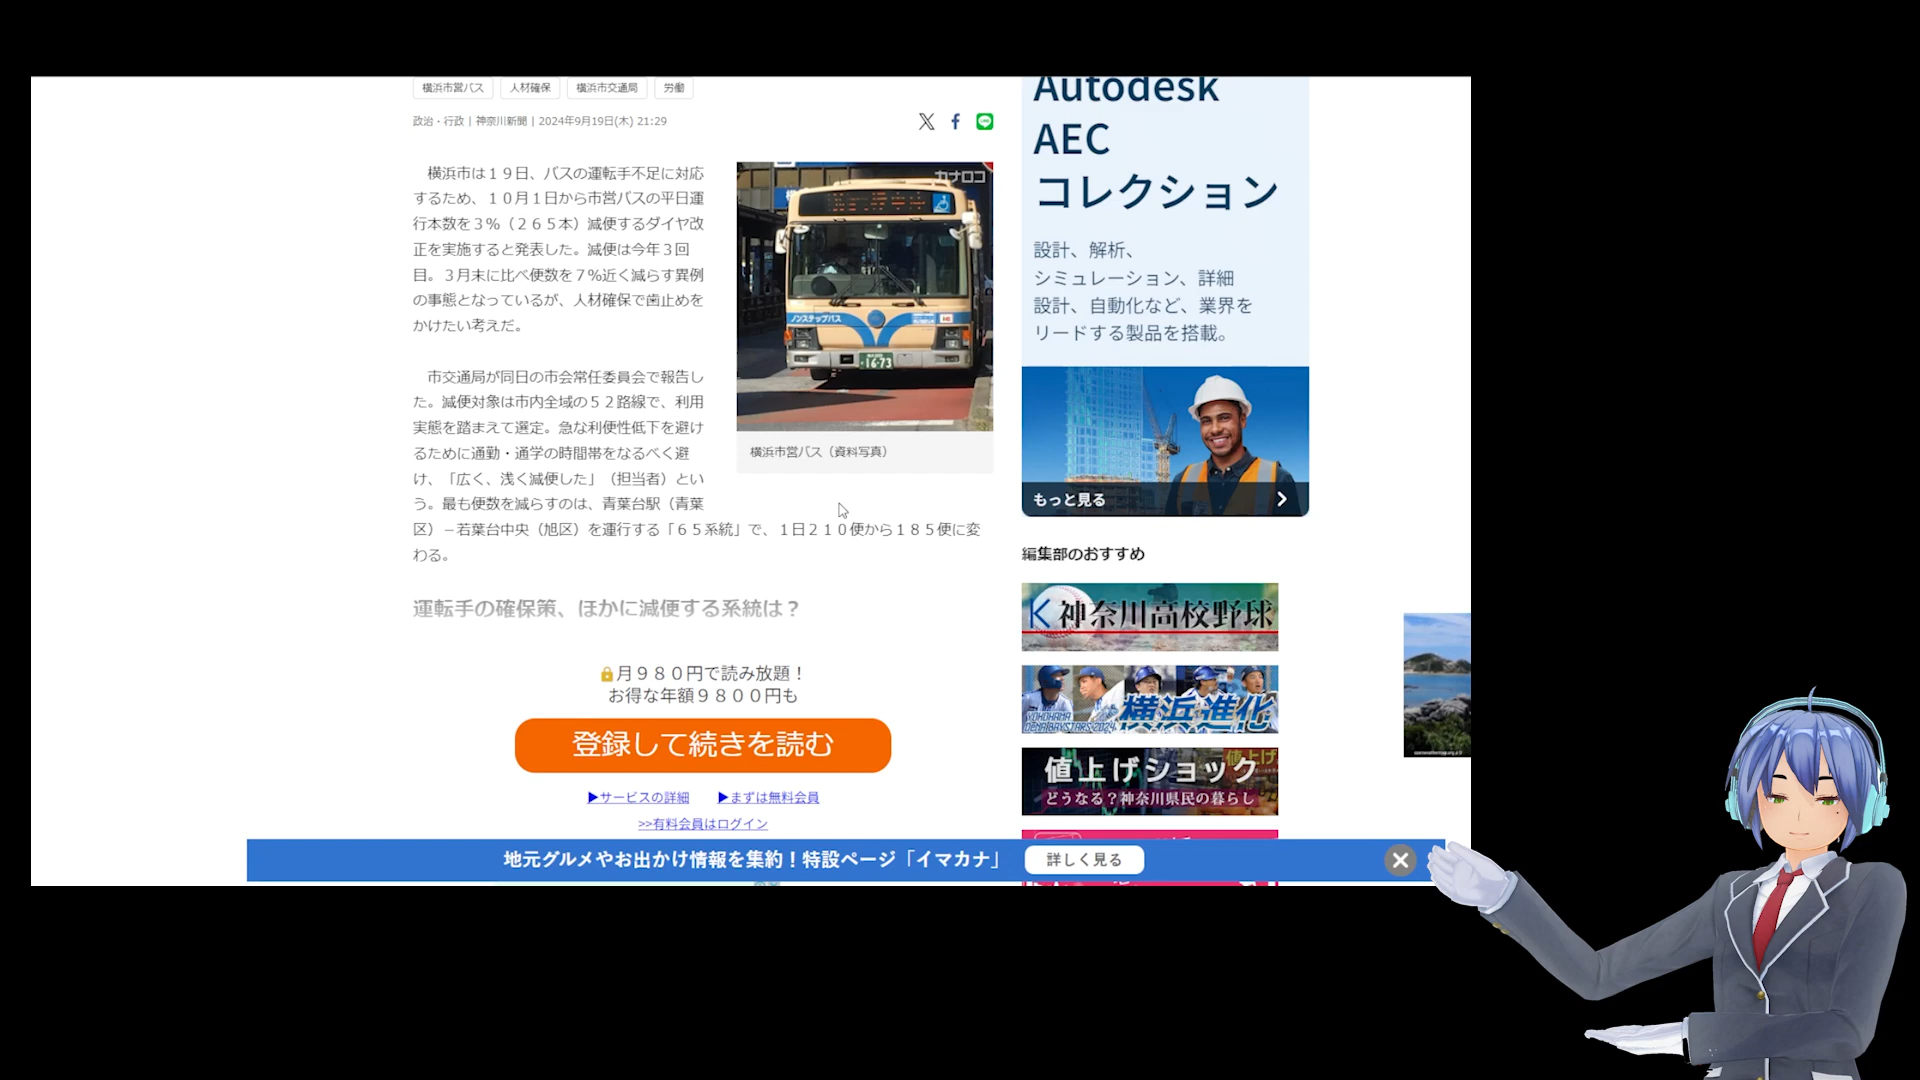 横浜市営バス 人材確保 横浜市交通局 労働
政治・行政 | 神奈川新聞 | 2024年9月19日(木) 21:29
　横浜市は１９日、バスの運転手不足に対応
するため、１０月１日から市営バスの平日運
行本数を３％（２６５本）減便するダイヤ改
正を実施すると発表した。減便は今年３回
目。３月末に比べ便数を７％近く減らす異例
の事態となっているが、人材確保で歯止めを
かけたい考えだ。
　市交通局が同日の市会常任委員会で報告し
た。減便対象は市内全域の５２路線で、利用
実態を踏まえて選定。急な利便性低下を避け
るために通勤・通学の時間帯をなるべく避
け、「広く、浅く減便した」（担当者）とい
う。最も便数を減らすのは、青葉台駅（青葉
区）－若葉台中央（旭区）を運行する「６５系統」で、１日２１０便から１８５便に変
わる。
カナロコ
ノンステップバス
16-73
横浜市営バス（資料写真）
運転手の確保策、ほかに減便する系統は？
月９８０円で読み放題！
お得な年額９８００円も
登録して続きを読む
▶サービスの詳細 ▶まずは無料会員
>>有料会員はログイン
Autodesk
AEC
コレクション
設計、解析、
シミュレーション、詳細
設計、自動化など、業界を
リードする製品を搭載。
もっと見る
編集部のおすすめ
K 神奈川高校野球
横浜進化
YOKOHAMA
DeNA BAYSTARS 2024
値上げショック
どうなる？神奈川県民の暮らし
地元グルメやお出かけ情報を集約！特設ページ「イマカナ」 詳しく見る